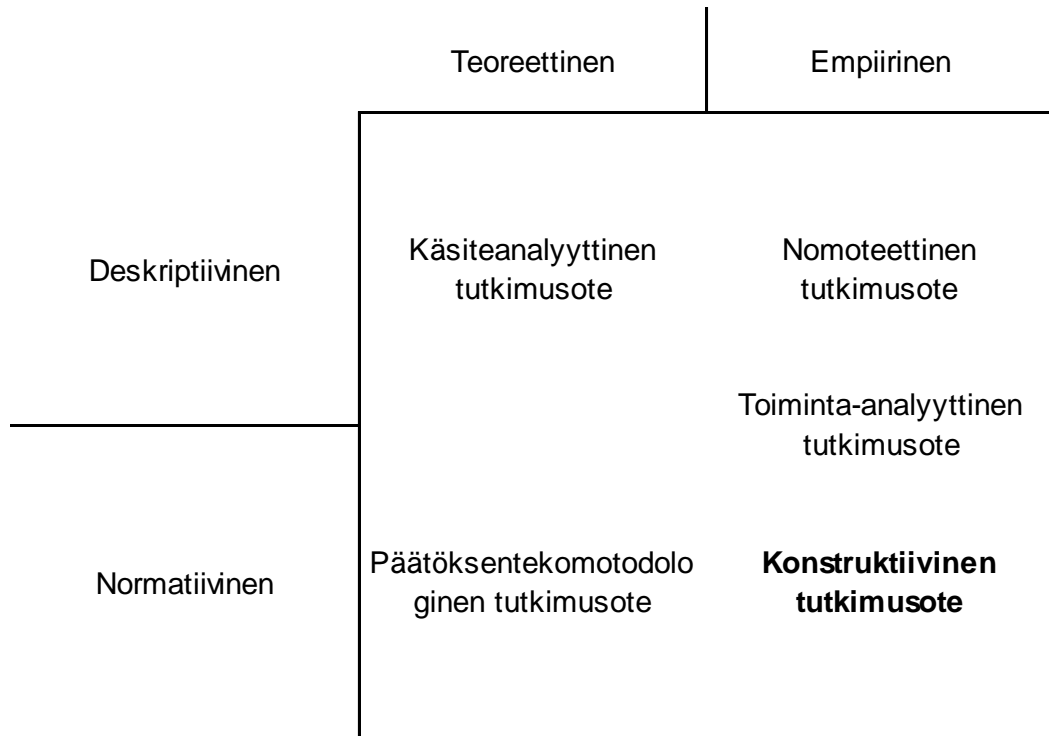 Teoreettinen Empiirinen
Deskriptiivinen
Käsiteanalyyttinen
tutkimusote
Nomoteettinen
tutkimusote
Toiminta-analyyttinen
tutkimusote
Normatiivinen
Päätöksentekomotodolo
ginen tutkimusote
Konstruktiivinen
tutkimusote